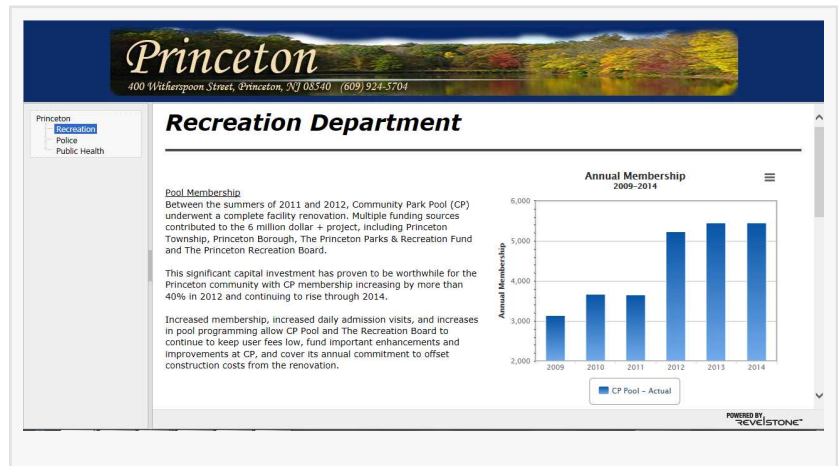 Princeton
400 Witherspoon Street, Princeton, NJ 08540 (609) 924-5704
Princeton
Recreation
Police
Public Health
Recreation Department
Pool Membership
Between the summers of 2011 and 2012, Community Park Pool (CP)
underwent a complete facility renovation. Multiple funding sources
contributed to the 6 million dollar + project, including Princeton
Township, Princeton Borough, The Princeton Parks & Recreation Fund
and The Princeton Recreation Board.
This significant capital investment has proven to be worthwhile for the
Princeton community with CP membership increasing by more than
40% in 2012 and continuing to rise through 2014.
Increased membership, increased daily admission visits, and increases
in pool programming allow CP Pool and The Recreation Board to
continue to keep user fees low, fund important enhancements and
improvements at CP, and cover its annual commitment to offset
construction costs from the renovation.
Annual Membership
2009-2014
Annual Membership
6,000
5,000
4,000
3,000
2,000
2009 2010 2011 2012 2013 2014
CP Pool - Actual
POWERED BY
REVELSTONE